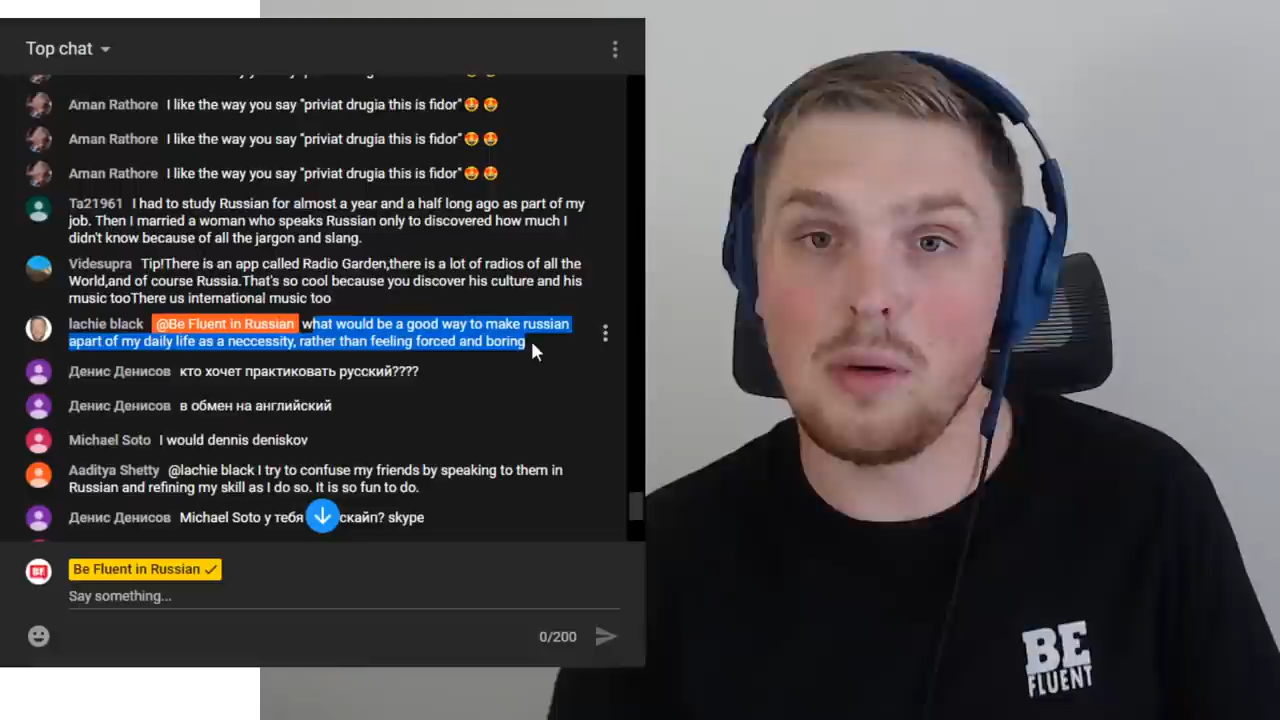 Top chat
Aman Rathore I like the way you say "priviat drugia this is fidor"😍 😍
Aman Rathore I like the way you say "priviat drugia this is fidor"😍 😍
Aman Rathore I like the way you say "priviat drugia this is fidor"😍 😍
Ta21961 I had to study Russian for almost a year and a half long ago as part of my
job. Then I married a woman who speaks Russian only to discovered how much I
didn't know because of all the jargon and slang.
Videsupra Tip!There is an app called Radio Garden,there is a lot of radios of all the
World,and of course Russia.That's so cool because you discover his culture and his
music tooThere us international music too
lachie black @Be Fluent in Russian what would be a good way to make russian
apart of my daily life as a neccessity, rather than feeling forced and boring
Денис Денисов кто хочет практиковать русский????
Денис Денисов в обмен на английский
Michael Soto I would dennis deniskov
Aaditya Shetty @lachie black I try to confuse my friends by speaking to them in
Russian and refining my skill as I do so. It is so fun to do.
Денис Денисов Michael Soto у тебя скайп? skype
BE
Be Fluent in Russian
Say something...
0/200
BE
FLUENT